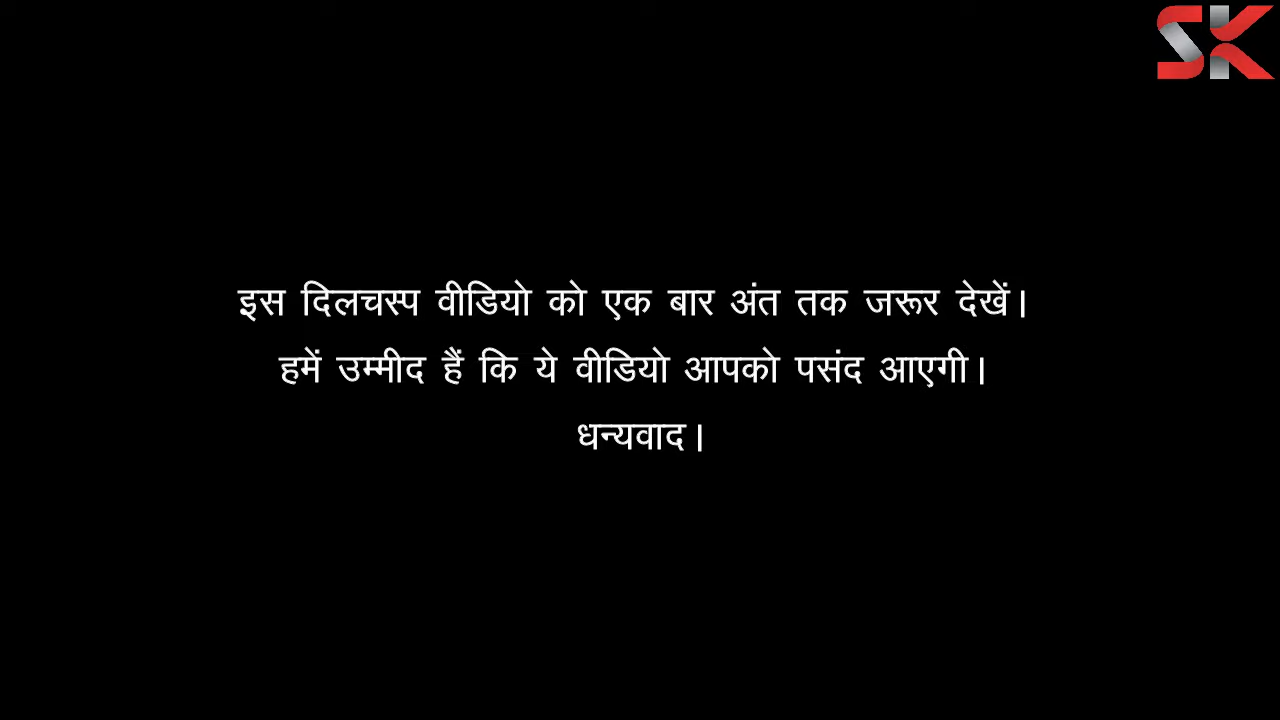 SK
इस दिलचस्प वीडियो को एक बार अंत तक जरूर देखें।
हमें उम्मीद हैं कि ये वीडियो आपको पसंद आएगी।
धन्यवाद।